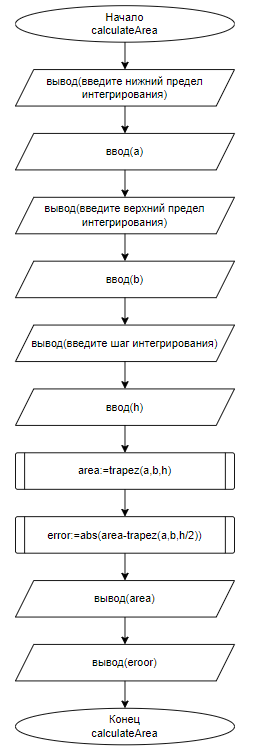 Начало
calculateArea
вывод(введите нижний предел
интегрирования)
ввод(a)
вывод(введите верхний предел
интегрирования)
ввод(b)
вывод(введите шаг интегрирования)
ввод(h)
area:=trapez(a,b,h)
error:=abs(area-trapez(a,b,h/2))
вывод(area)
вывод(eroor)
Конец
calculateArea